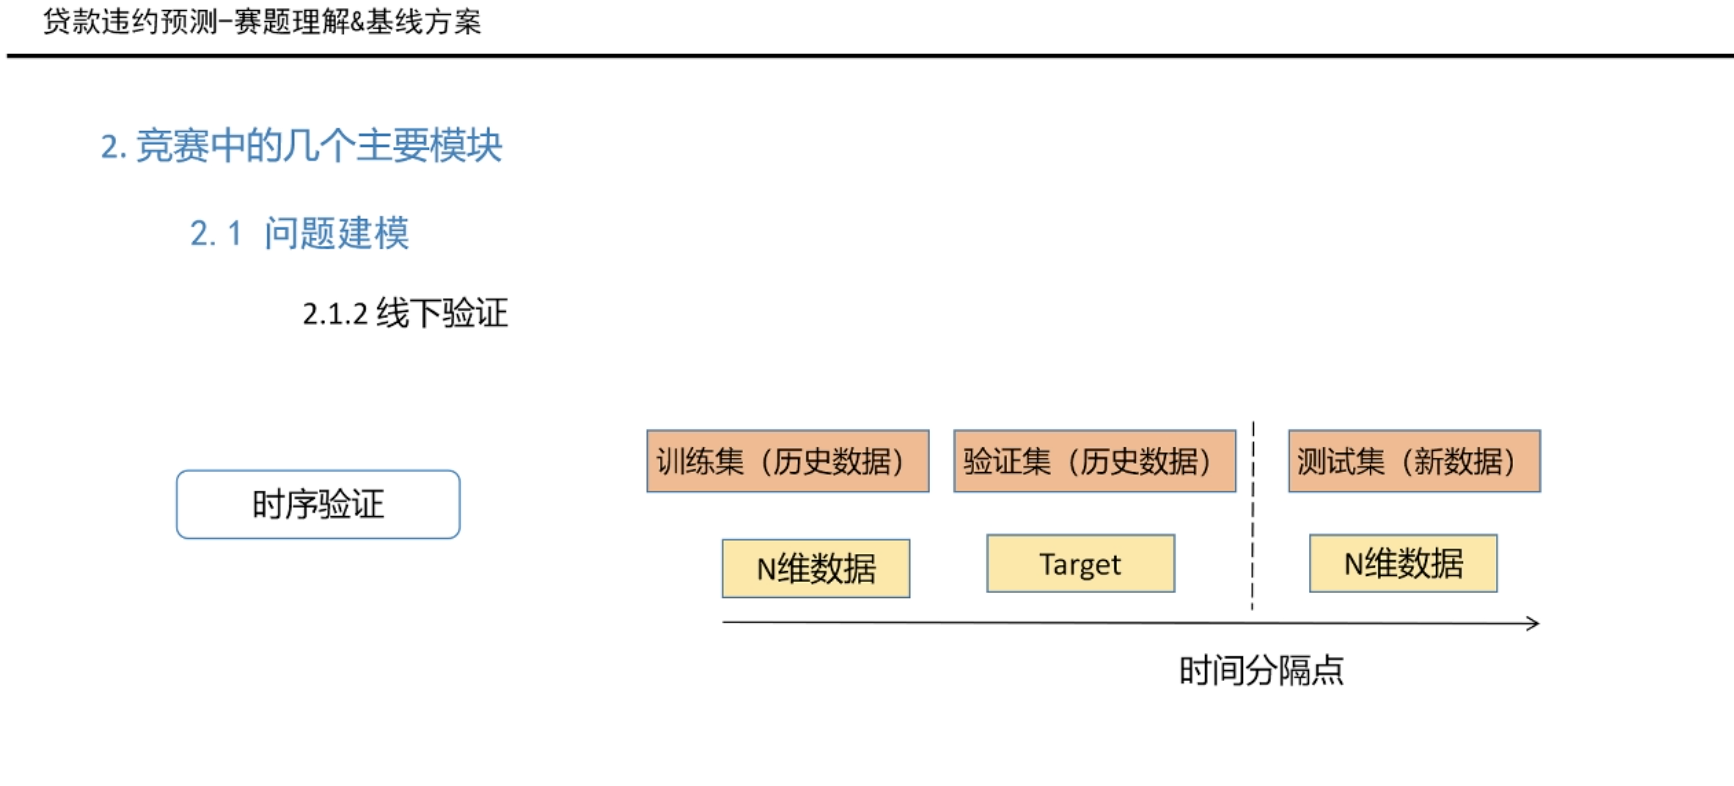 贷款违约预测-赛题理解&基线方案
2. 竞赛中的几个主要模块
2.1 问题建模
2.1.2 线下验证
时序验证
训练集（历史数据） 验证集（历史数据） 测试集（新数据）
N维数据 Target N维数据
时间分隔点